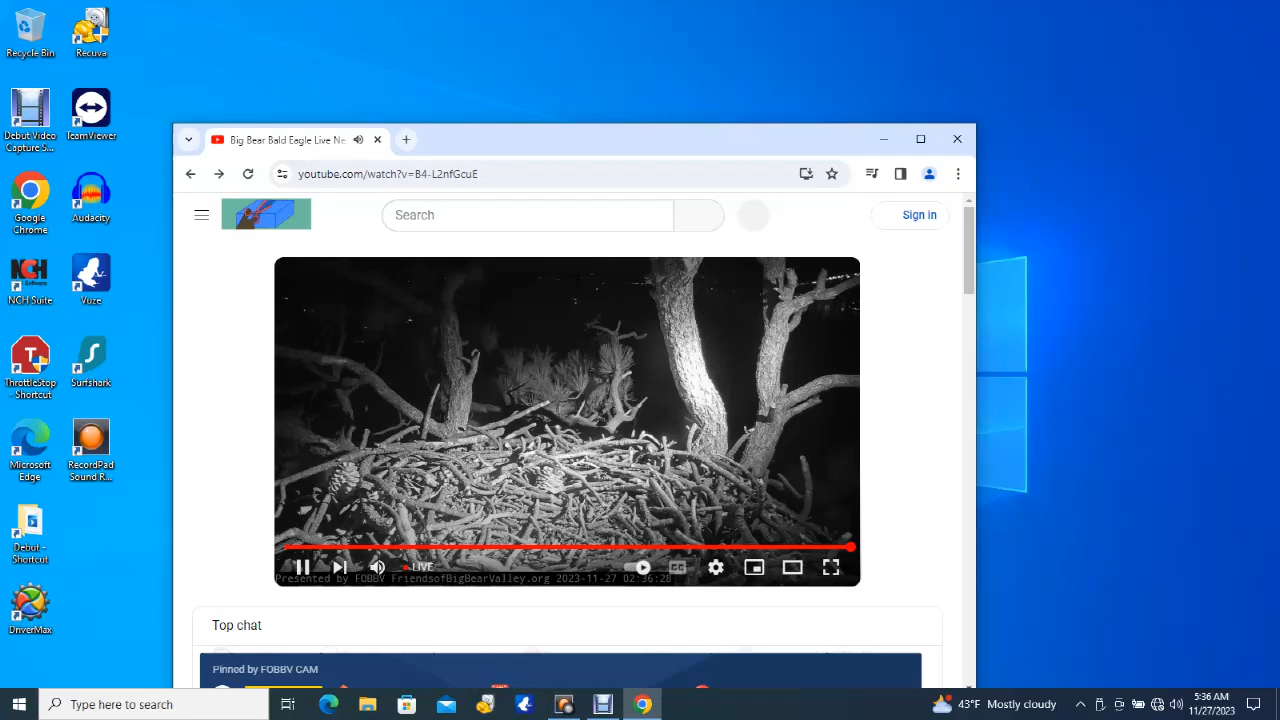 Recycle Bin
Recuva
Debut Video
Capture S...
TeamViewer
Google
Chrome
Audacity
NCH
NCH Suite
Vuze
ThrottleStop
- Shortcut
Surfshark
Microsoft
Edge
RecordPad
Sound R...
Debut -
Shortcut
DriverMax
Big Bear Bald Eagle Live Ne
youtube.com/watch?v=B4-L2nfGcuE
Search
Sign in
LIVE
Presented by FOBBV FriendsofBigBearValley.org 2023-11-27 02:36:28
Top chat
Pinned by FOBBV CAM
Type here to search
43°F Mostly cloudy
5:36 AM
11/27/2023